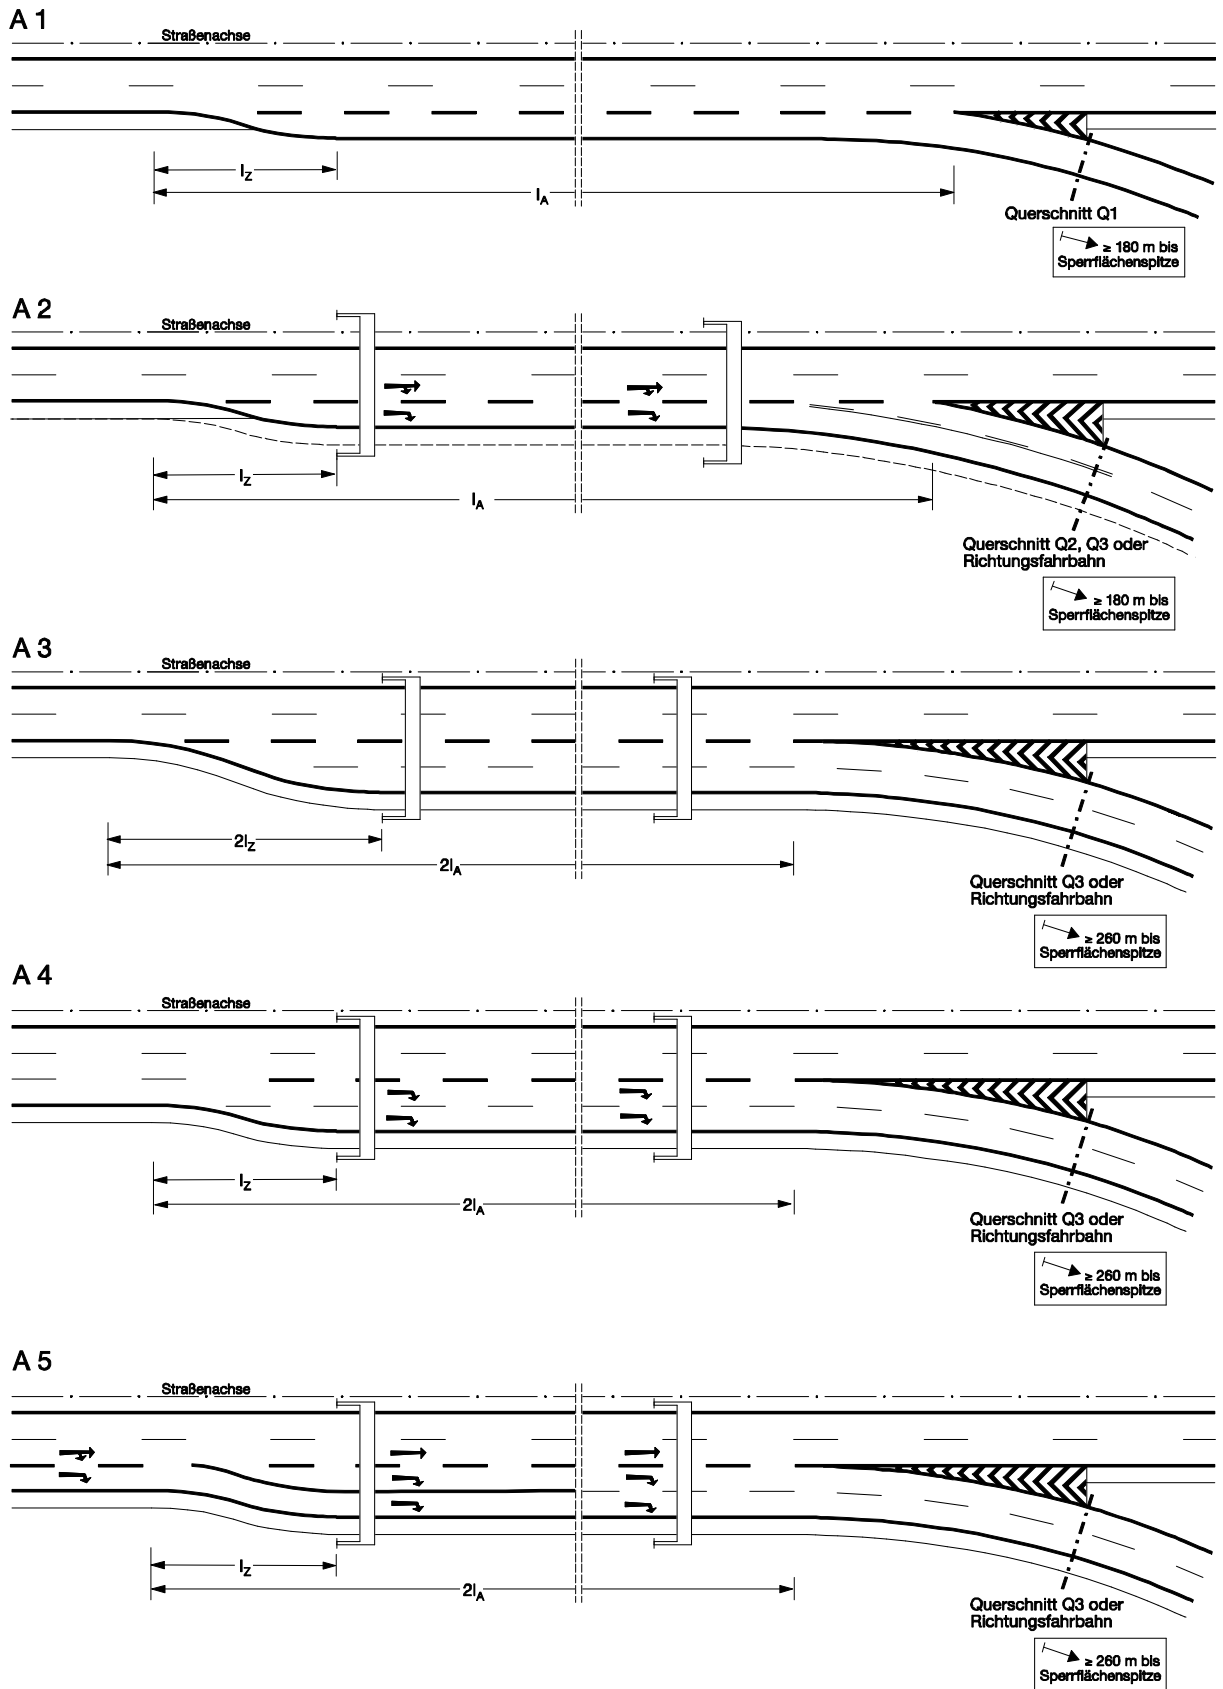 A 1
Straßenachse
lZ
lA
Querschnitt Q1
≥ 180 m bis
Sperrflächenspitze
A 2
Straßenachse
lZ
lA
Querschnitt Q2, Q3 oder
Richtungsfahrbahn
≥ 180 m bis
Sperrflächenspitze
A 3
Straßenachse
2lZ
2lA
Querschnitt Q3 oder
Richtungsfahrbahn
≥ 260 m bis
Sperrflächenspitze
A 4
Straßenachse
lZ
2lA
Querschnitt Q3 oder
Richtungsfahrbahn
≥ 260 m bis
Sperrflächenspitze
A 5
Straßenachse
lZ
2lA
Querschnitt Q3 oder
Richtungsfahrbahn
≥ 260 m bis
Sperrflächenspitze